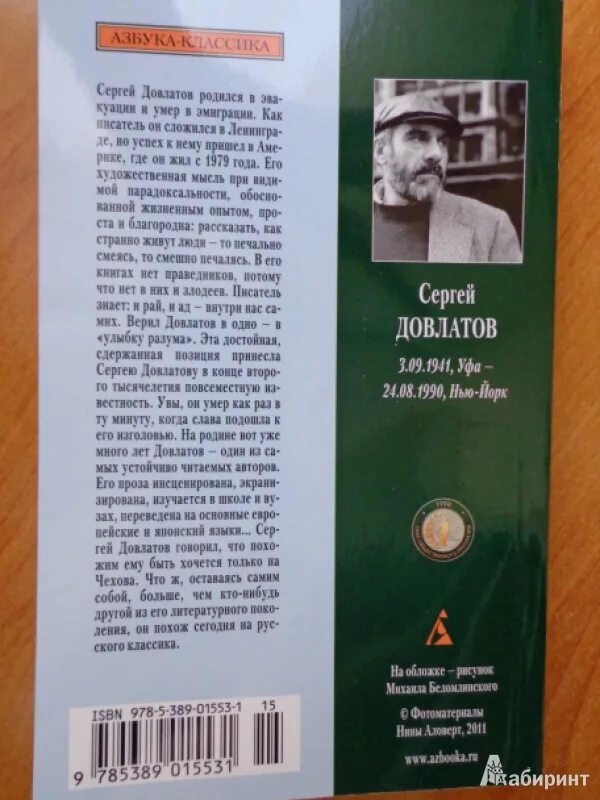 АЗБУКА-КЛАССИКА
Сергей Довлатов родился в эва-
куации и умер в эмиграции. Как
писатель он сложился в Ленингра-
де, но успех к нему пришел в Аме-
рике, где он жил с 1979 года. Его
художественная мысль при види-
мой парадоксальности, обосно-
ванной жизненным опытом, про-
ста и благородна: рассказать, как
странно живут люди – то печально
смеясь, то смешно печалясь. В его
книгах нет праведников, потому
что нет в них и злодеев. Писатель
знает: и рай, и ад – внутри нас са-
мих. Верил Довлатов в одно – в
«улыбку разума». Эта достойная,
сдержанная позиция принесла
Сергею Довлатову в конце второ-
го тысячелетия повсеместную из-
вестность. Увы, он умер как раз в
ту минуту, когда слава подошла к
его изголовью. На родине вот уже
много лет Довлатов – один из са-
мых устойчиво читаемых авторов.
Его проза инсценирована, экрани-
зирована, изучается в школе и ву-
зах, переведена на основные евро-
пейские и японский языки... Сер-
гей Довлатов говорил, что похо-
жим ему быть хочется только на
Чехова. Что ж, оставаясь самим
собой, больше, чем кто-нибудь
другой из его литературного поко-
ления, он похож сегодня на рус-
ского классика.
ISBN 978-5-389-01553-1 15
9 785389 015531
Сергей
ДОВЛАТОВ
3.09.1941, Уфа –
24.08.1990, Нью-Йорк
На обложке – рисунок
Михаила Беломлинского
© Фотоматериалы
Нины Аловерт, 2011
www.azbooka.ru
Лабиринт